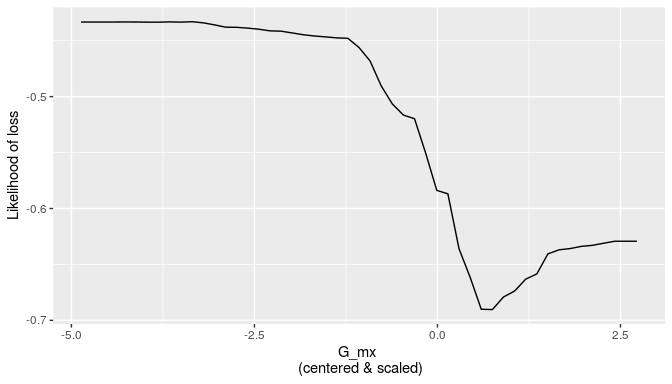 Likelihood of loss
-0.5
-0.6
-0.7
-5.0 -2.5 0.0 2.5
G_mx
(centered & scaled)